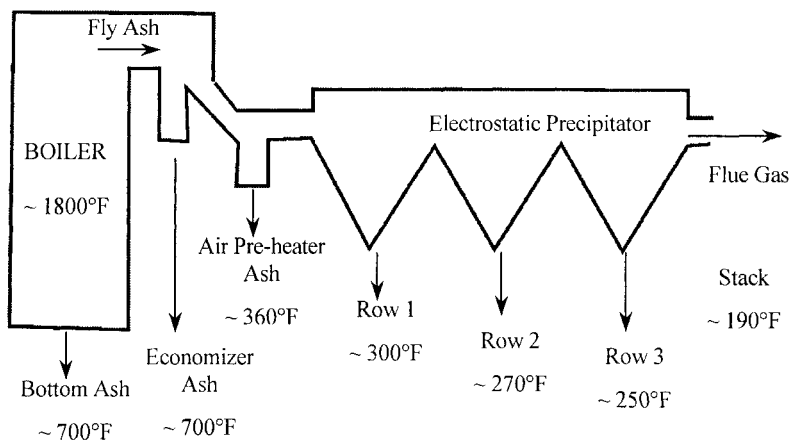 Fly Ash
BOILER
~ 1800°F
Electrostatic Precipitator
Flue Gas
Air Pre-heater
Ash
~ 360°F
Stack
~ 190°F
Row 1
~ 300°F
Row 2
~ 270°F
Row 3
~ 250°F
Economizer
Ash
~ 700°F
Bottom Ash
~ 700°F